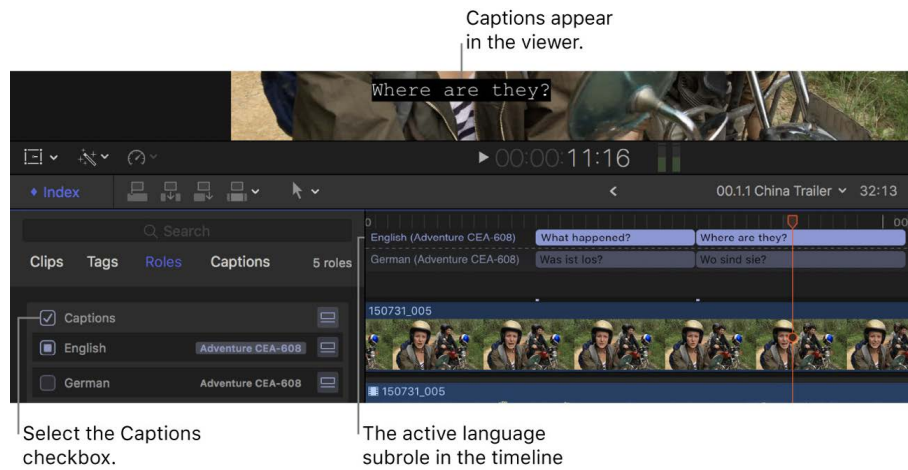 Captions appear
in the viewer.
Where are they?
00:00:11:16
Index
00.1.1 China Trailer
32:13
Search
Clips Tags Roles Captions 5 roles
English (Adventure CEA-608) What happened? Where are they?
German (Adventure CEA-608) Was ist los? Wo sind sie?
Captions
English Adventure CEA-608
German Adventure CEA-608
150731_005
150731_005
Select the Captions
checkbox.
The active language
subrole in the timeline